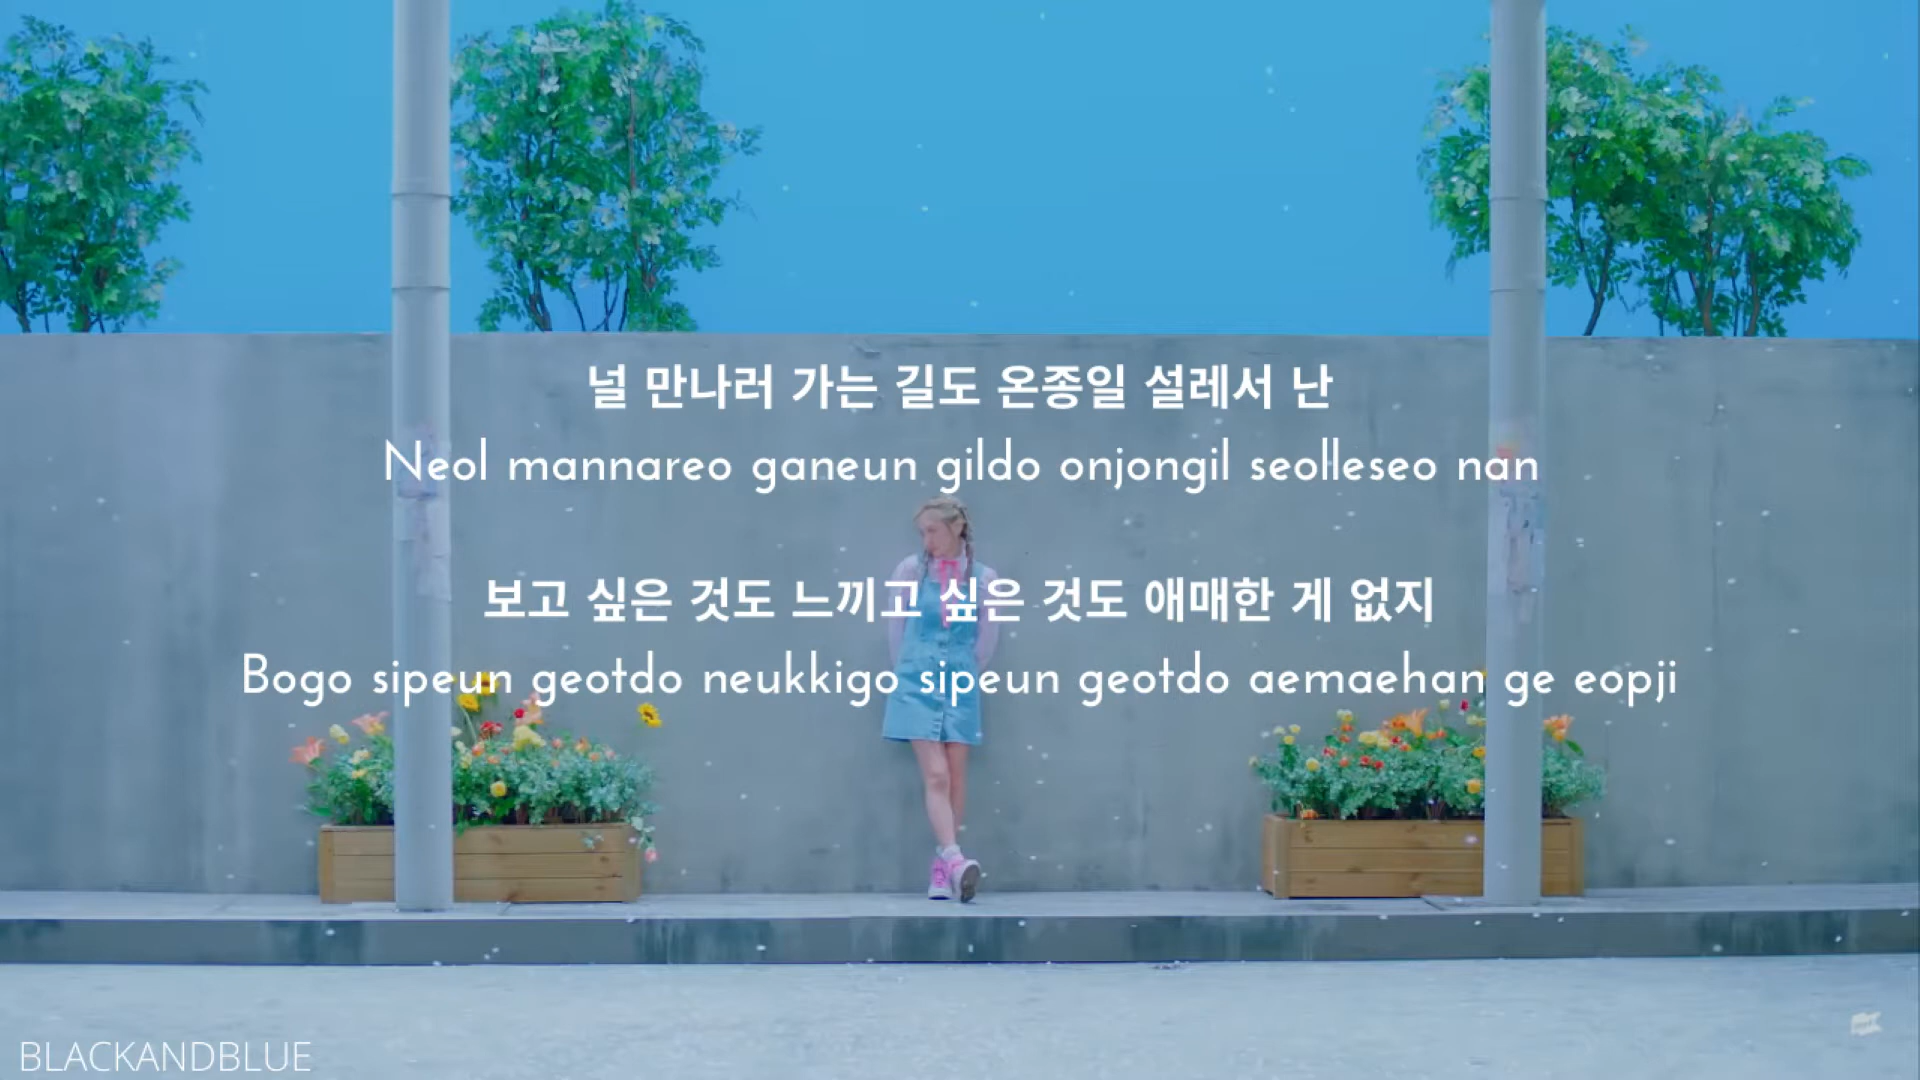 널 만나러 가는 길도 온종일 설레서 난
Neol mannareo ganeun gildo onjongil seolleseo nan
보고 싶은 것도 느끼고 싶은 것도 애매한 게 없지
Bogo sipeun geotdo neukkigo sipeun geotdo aemaehan ge eopji
BLACKANDBLUE